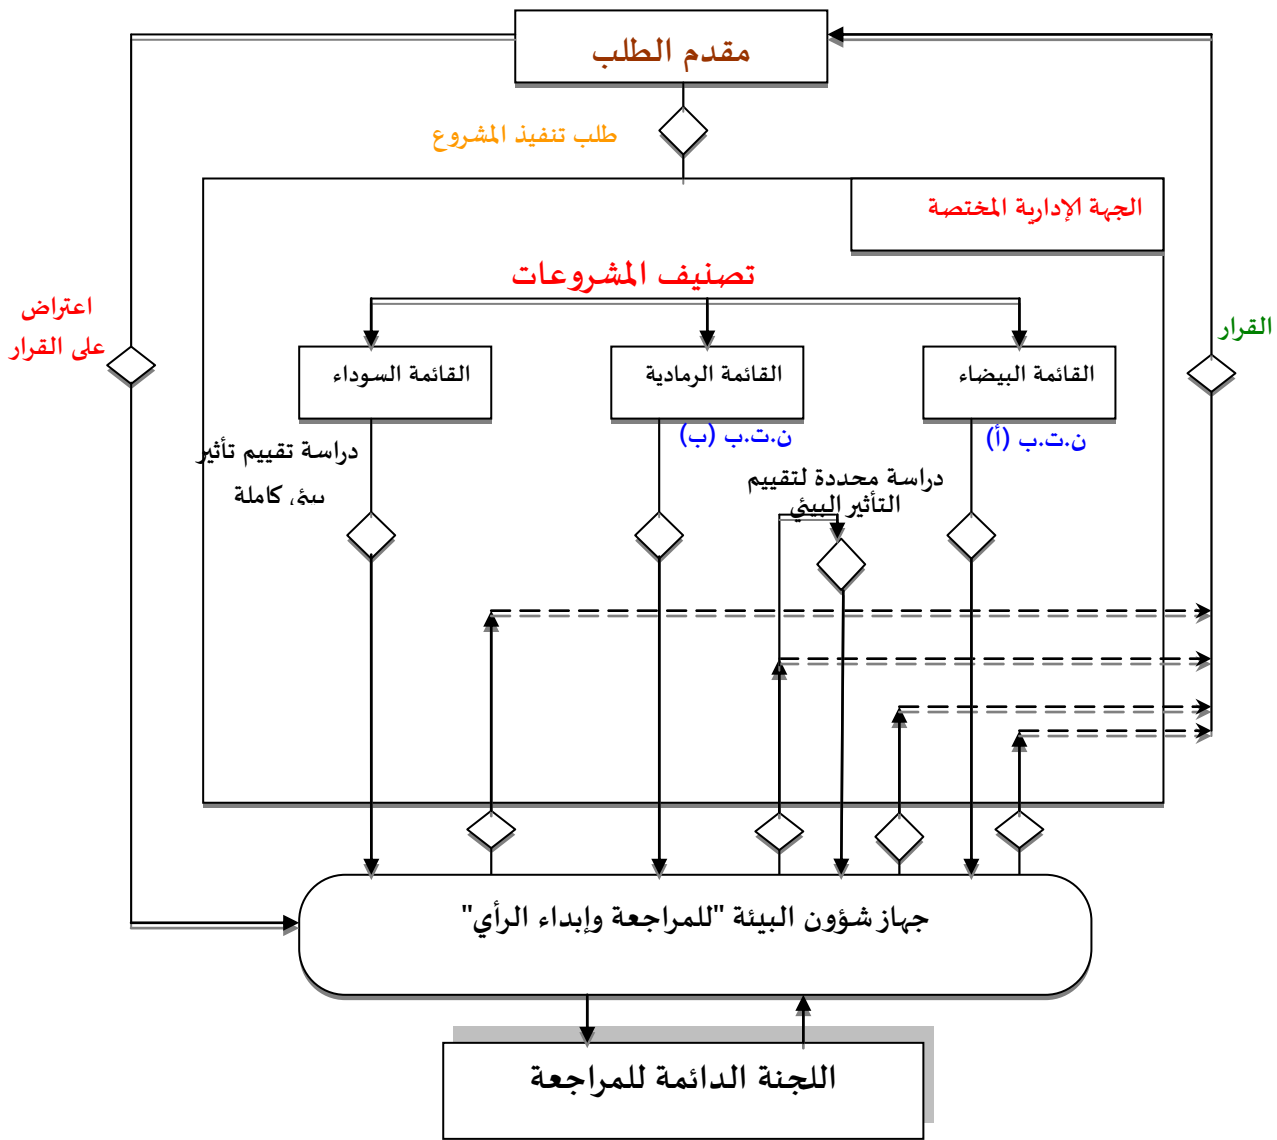 مقدم الطلب
طلب تنفيذ المشروع
الجهة الإدارية المختصة
تصنيف المشروعات
اعتراض
على القرار
القرار
القائمة البيضاء
القائمة الرمادية
القائمة السوداء
ن.ت.ب (أ)
ن.ت.ب (ب)
دراسة تقييم تأثير
بيئي كاملة
دراسة محددة لتقييم
التأثير البيئي
جهاز شؤون البيئة "للمراجعة وإبداء الرأي"
اللجنة الدائمة للمراجعة